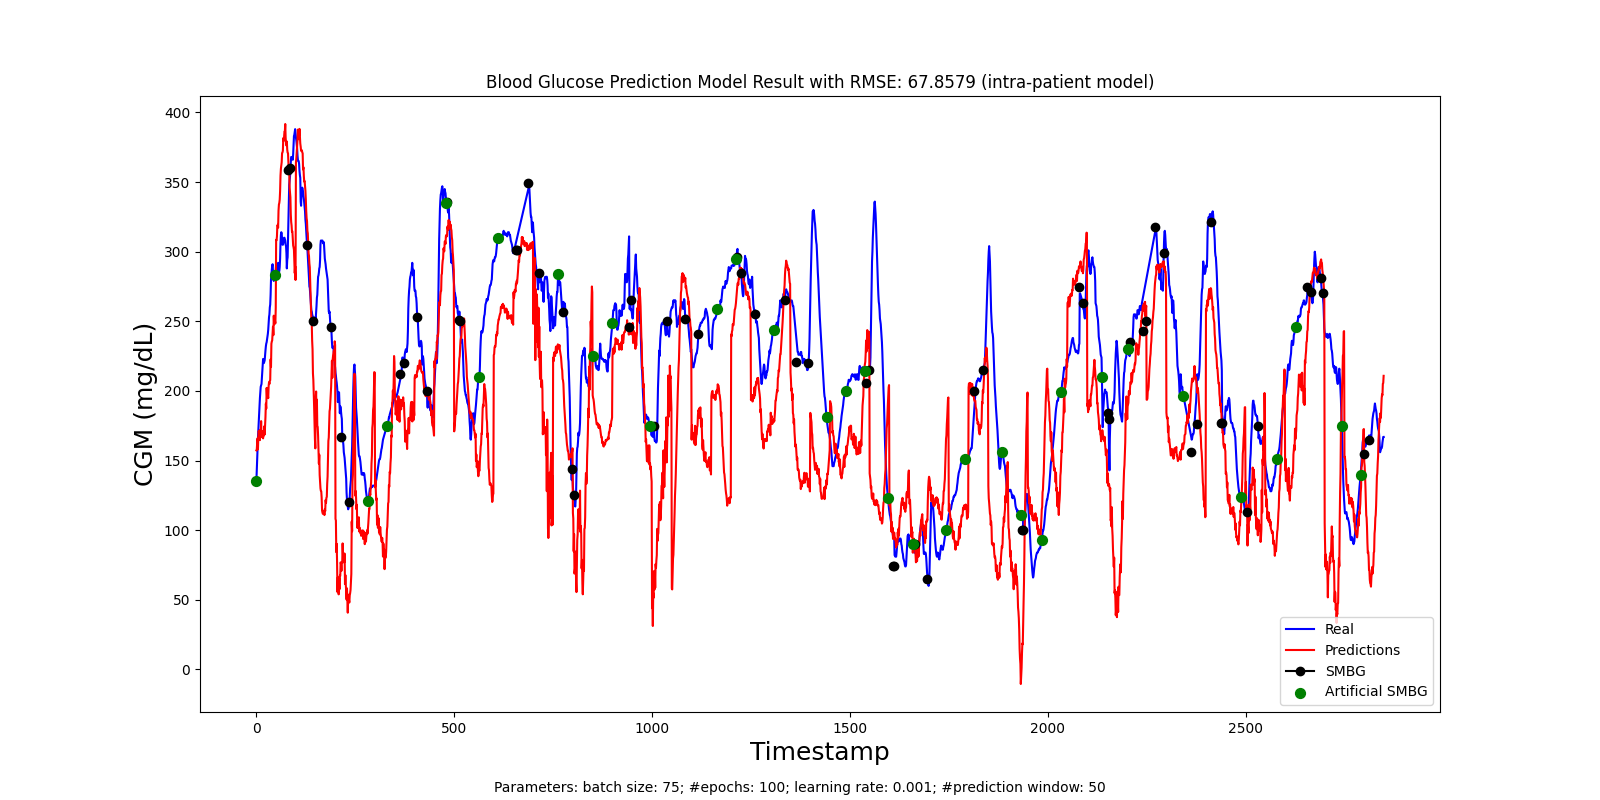 Blood Glucose Prediction Model Result with RMSE: 67.8579 (intra-patient model)
400
350
300
250
200
150
100
50
0
CGM (mg/dL)
0 500 1000 1500 2000 2500
Timestamp
Real
Predictions
SMBG
Artificial SMBG
Parameters: batch size: 75; #epochs: 100; learning rate: 0.001; #prediction window: 50